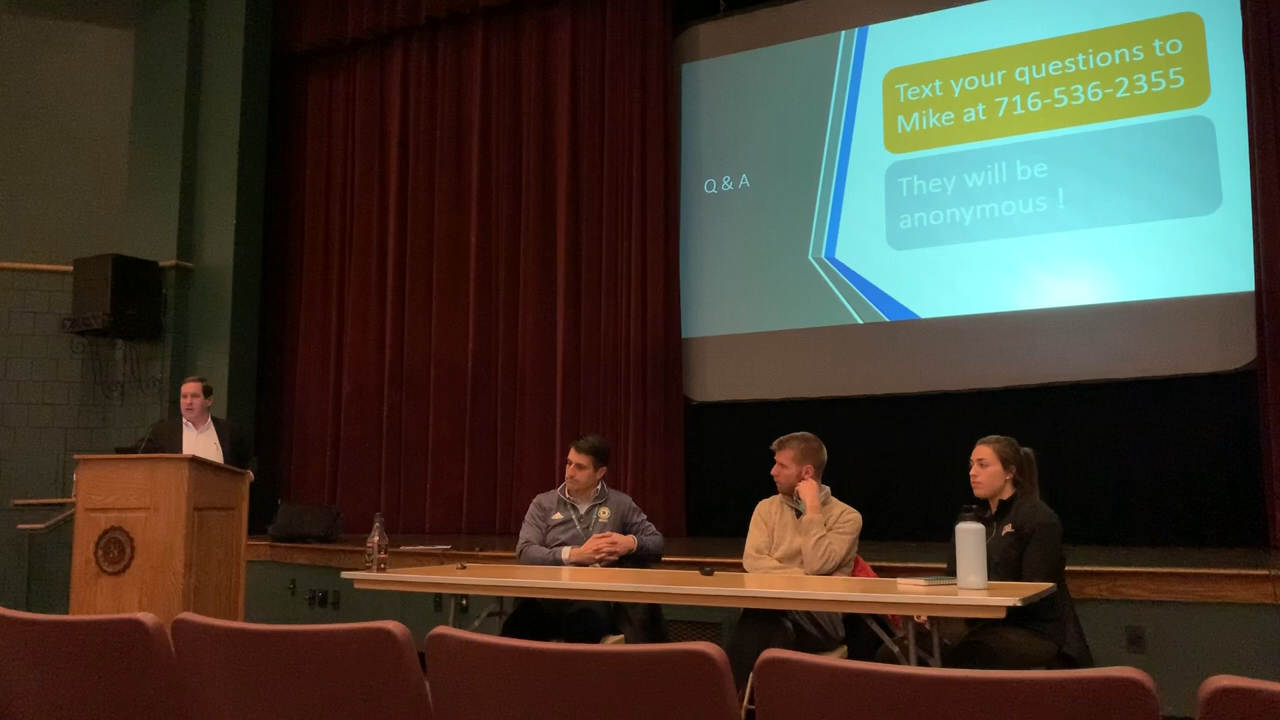 Q & A
Text your questions to
Mike at 716-536-2355
They will be
anonymous !